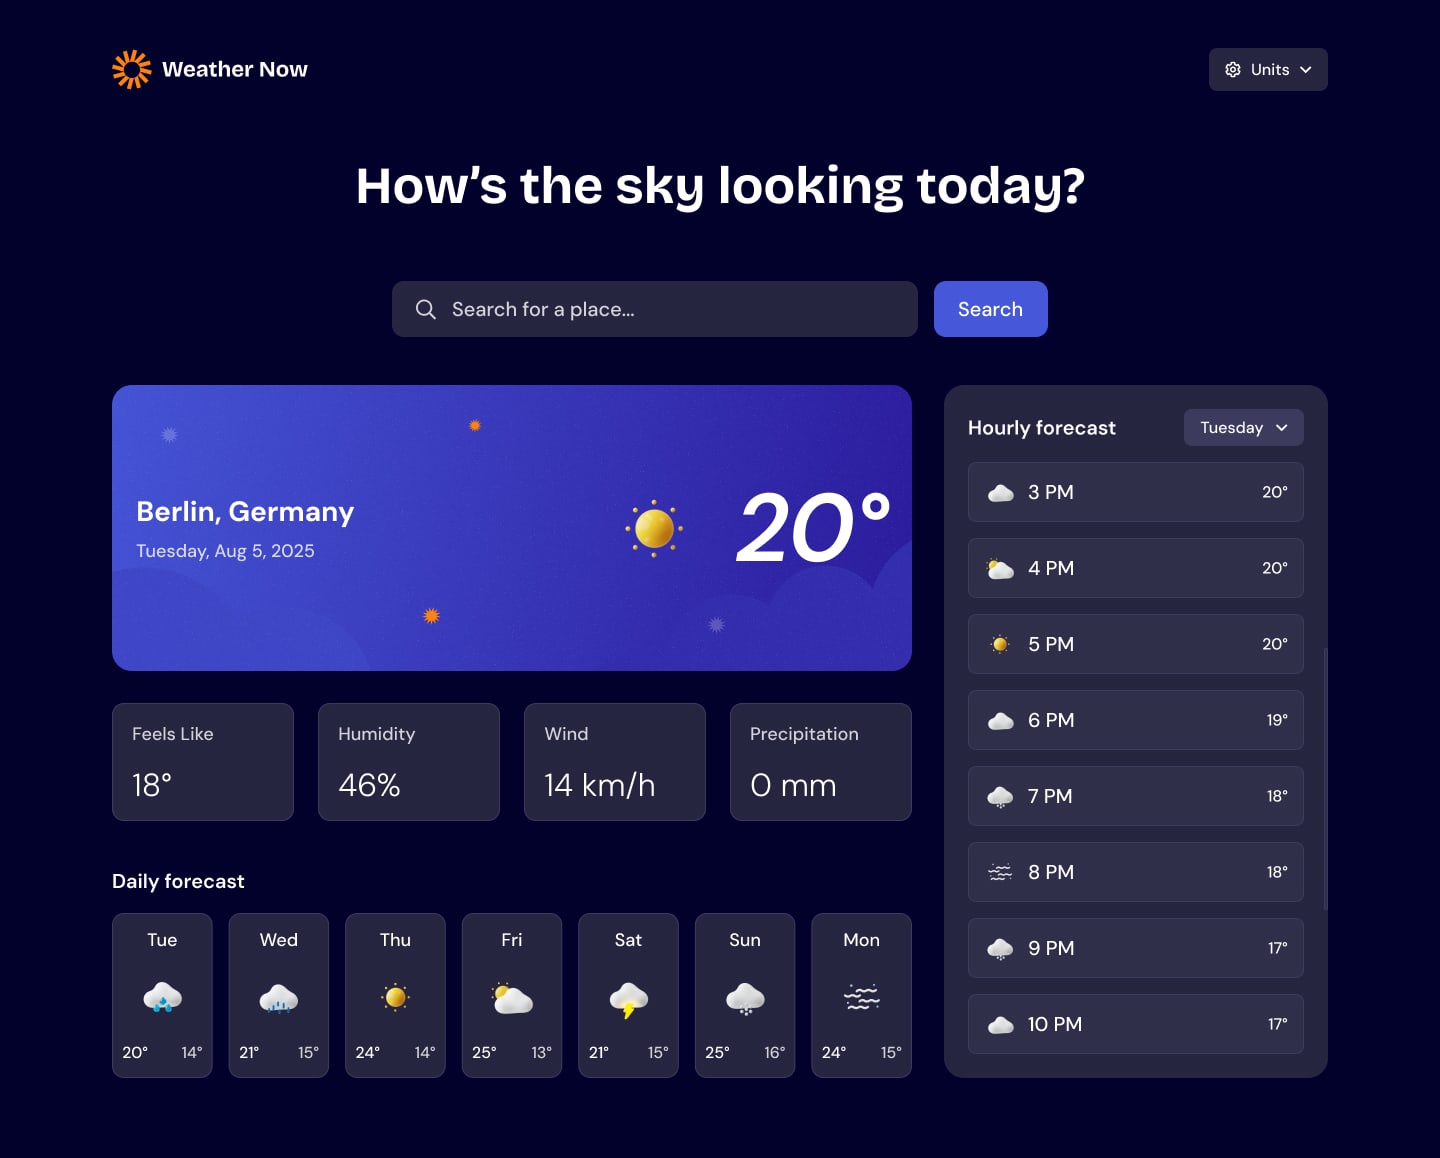 Weather Now
Units
How’s the sky looking today?
Search for a place...
Search
Berlin, Germany
Tuesday, Aug 5, 2025
20°
Feels Like
18°
Humidity
46%
Wind
14 km/h
Precipitation
0 mm
Daily forecast
Tue
20° 14°
Wed
21° 15°
Thu
24° 14°
Fri
25° 13°
Sat
21° 15°
Sun
25° 16°
Mon
24° 15°
Hourly forecast
Tuesday
3 PM 20°
4 PM 20°
5 PM 20°
6 PM 19°
7 PM 18°
8 PM 18°
9 PM 17°
10 PM 17°